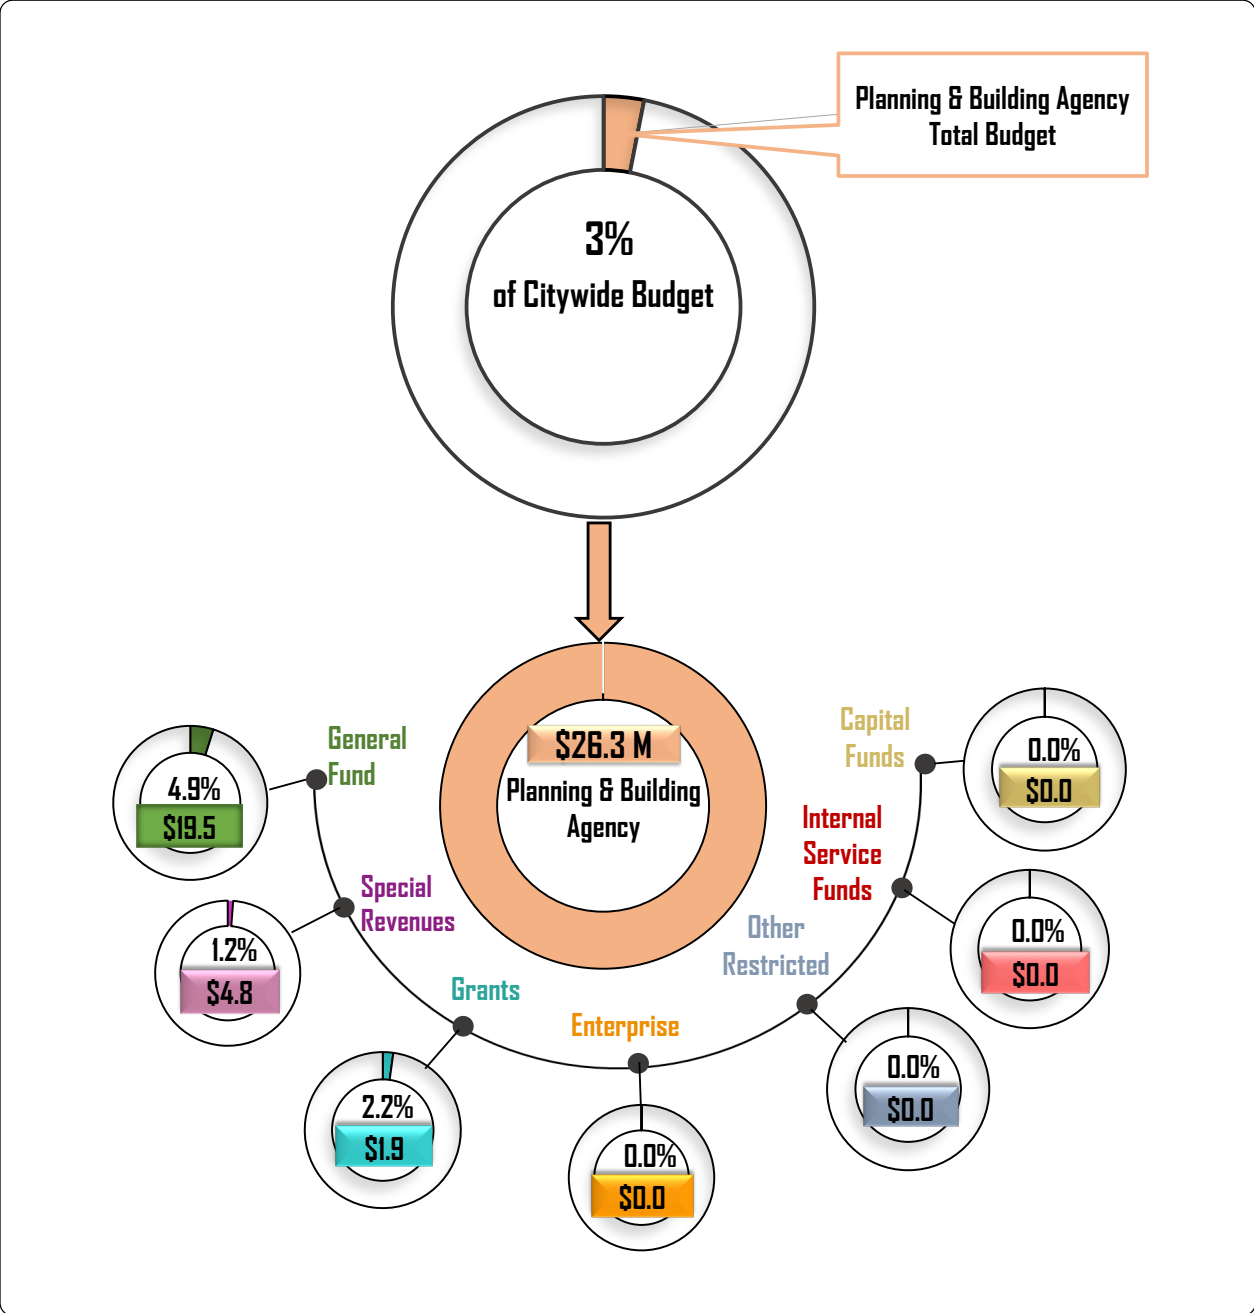 Planning & Building Agency
Total Budget
3%
of Citywide Budget
$26.3 M
Planning & Building
Agency
General
Fund
4.9%
$19.5
Special
Revenues
1.2%
$4.8
Grants
2.2%
$1.9
Enterprise
0.0%
$0.0
Other
Restricted
0.0%
$0.0
Internal
Service
Funds
0.0%
$0.0
Capital
Funds
0.0%
$0.0